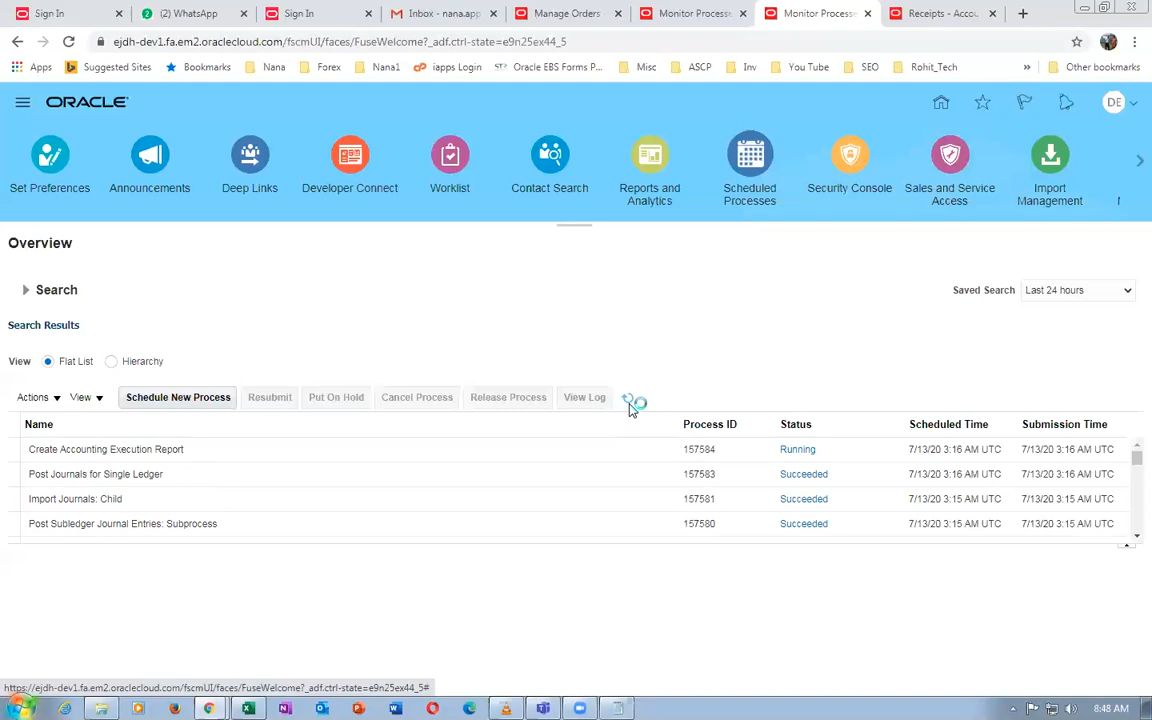 Sign In
(2) WhatsApp
Sign In
Inbox - nana.app
Manage Orders
Monitor Processe
Monitor Processe
Receipts - Accou
ejdh-dev1.fa.em2.oraclecloud.com/fscmUI/faces/FuseWelcome?_adf.ctrl-state=e9n25ex44_5
Apps
Suggested Sites
Bookmarks
Nana
Forex
Nana1
iapps Login
Oracle EBS Forms P...
Misc
ASCP
Inv
You Tube
SEO
Rohit_Tech
»
Other bookmarks
ORACLE
DE
Set Preferences
Announcements
Deep Links
Developer Connect
Worklist
Contact Search
Reports and
Analytics
Scheduled
Processes
Security Console
Sales and Service
Access
Import
Management
Overview
Search
Saved Search
Last 24 hours
Search Results
View
Flat List
Hierarchy
Actions
View
Schedule New Process
Resubmit
Put On Hold
Cancel Process
Release Process
View Log
Name Process ID Status Scheduled Time Submission Time
Create Accounting Execution Report 157584 Running 7/13/20 3:16 AM UTC 7/13/20 3:16 AM UTC
Post Journals for Single Ledger 157583 Succeeded 7/13/20 3:16 AM UTC 7/13/20 3:16 AM UTC
Import Journals: Child 157581 Succeeded 7/13/20 3:15 AM UTC 7/13/20 3:15 AM UTC
Post Subledger Journal Entries: Subprocess 157580 Succeeded 7/13/20 3:15 AM UTC 7/13/20 3:15 AM UTC
https://ejdh-dev1.fa.em2.oraclecloud.com/fscmUI/faces/FuseWelcome?_adf.ctrl-state=e9n25ex44_5#
6:48 AM